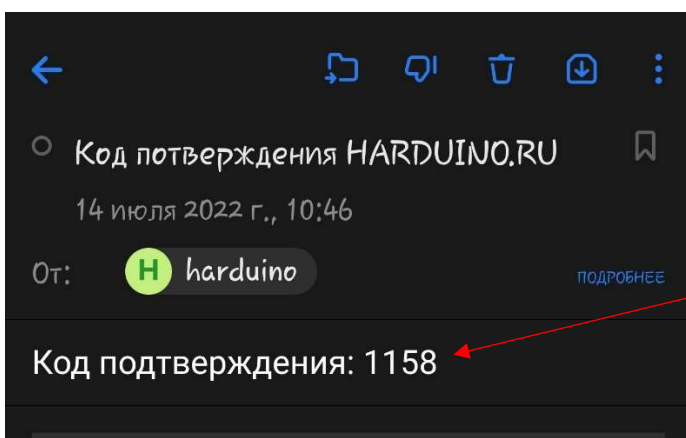 Код потверждения HARDUINO.RU
14 июля 2022 г., 10:46
От: H harduino ПОДРОБНЕЕ
Код подтверждения: 1158